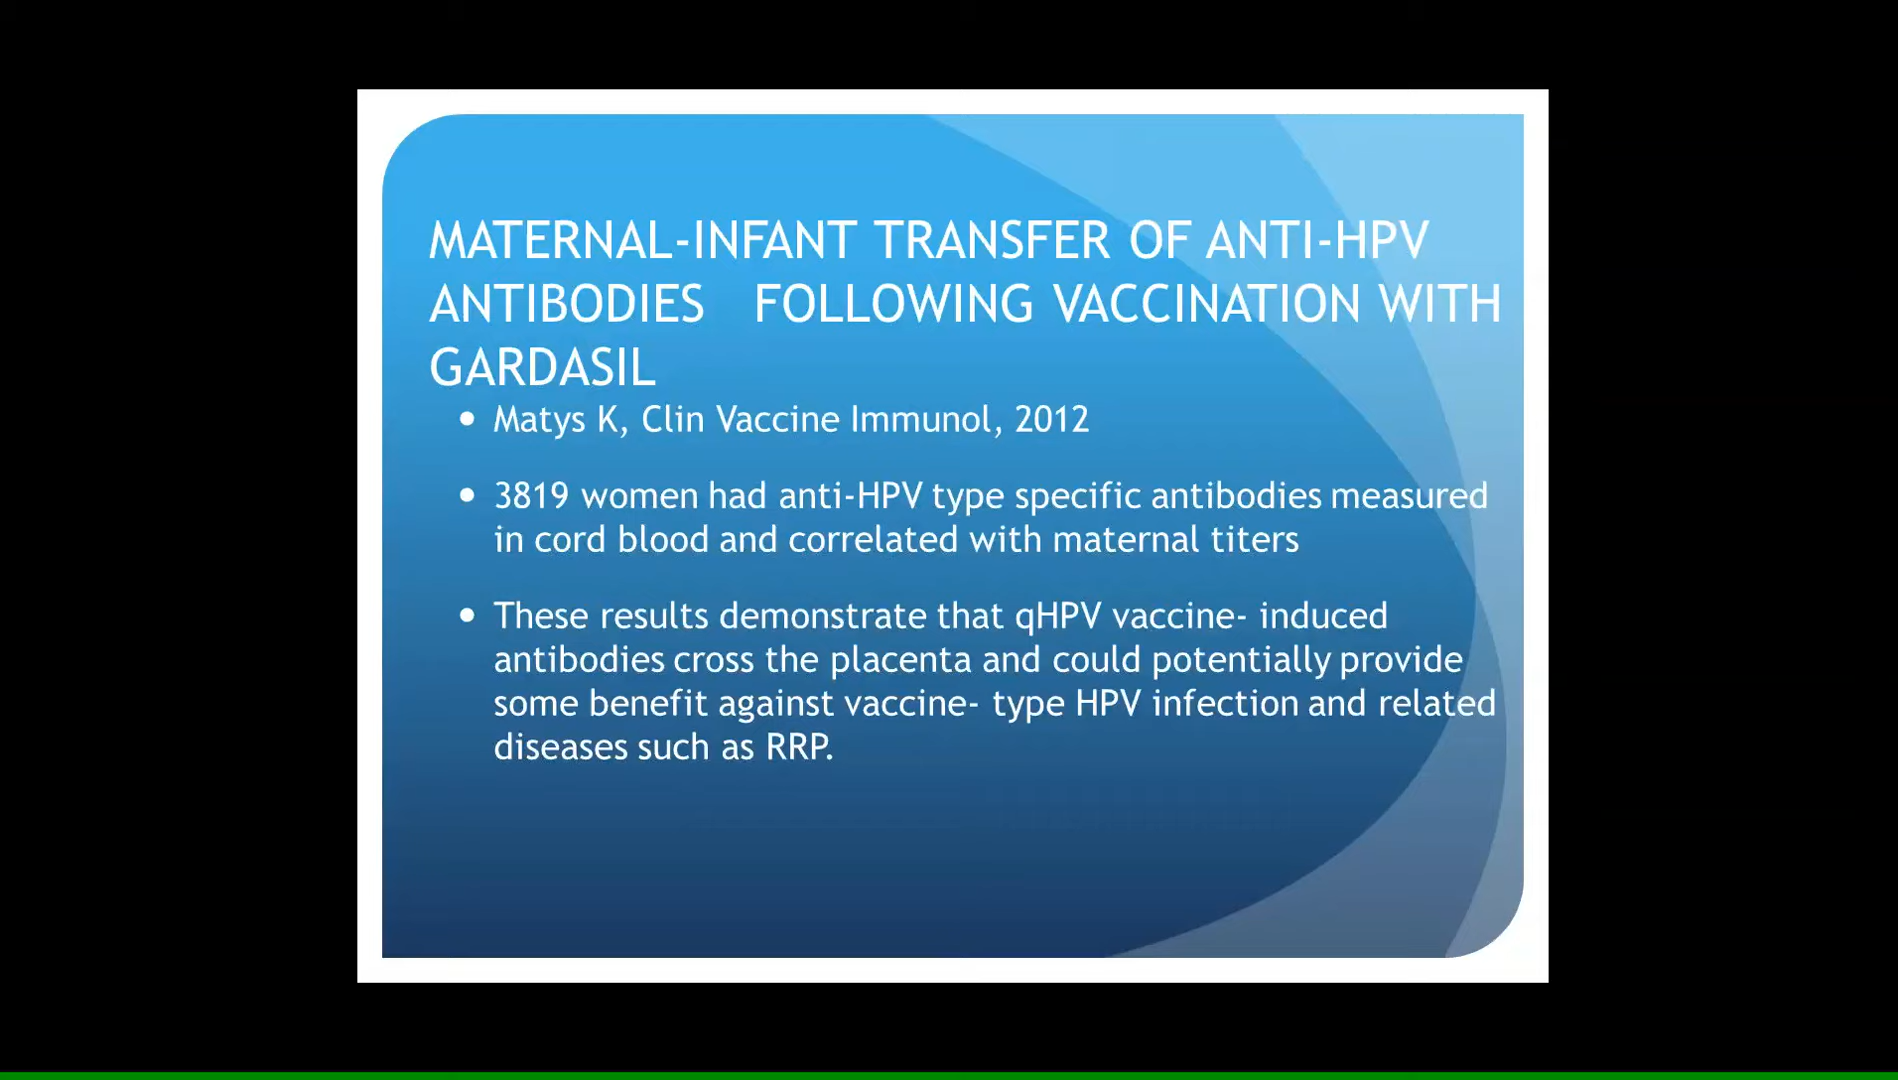 MATERNAL-INFANT TRANSFER OF ANTI-HPV
ANTIBODIES   FOLLOWING VACCINATION WITH
GARDASIL
• Matys K, Clin Vaccine Immunol, 2012
• 3819 women had anti-HPV type specific antibodies measured
in cord blood and correlated with maternal titers
• These results demonstrate that qHPV vaccine- induced
antibodies cross the placenta and could potentially provide
some benefit against vaccine- type HPV infection and related
diseases such as RRP.